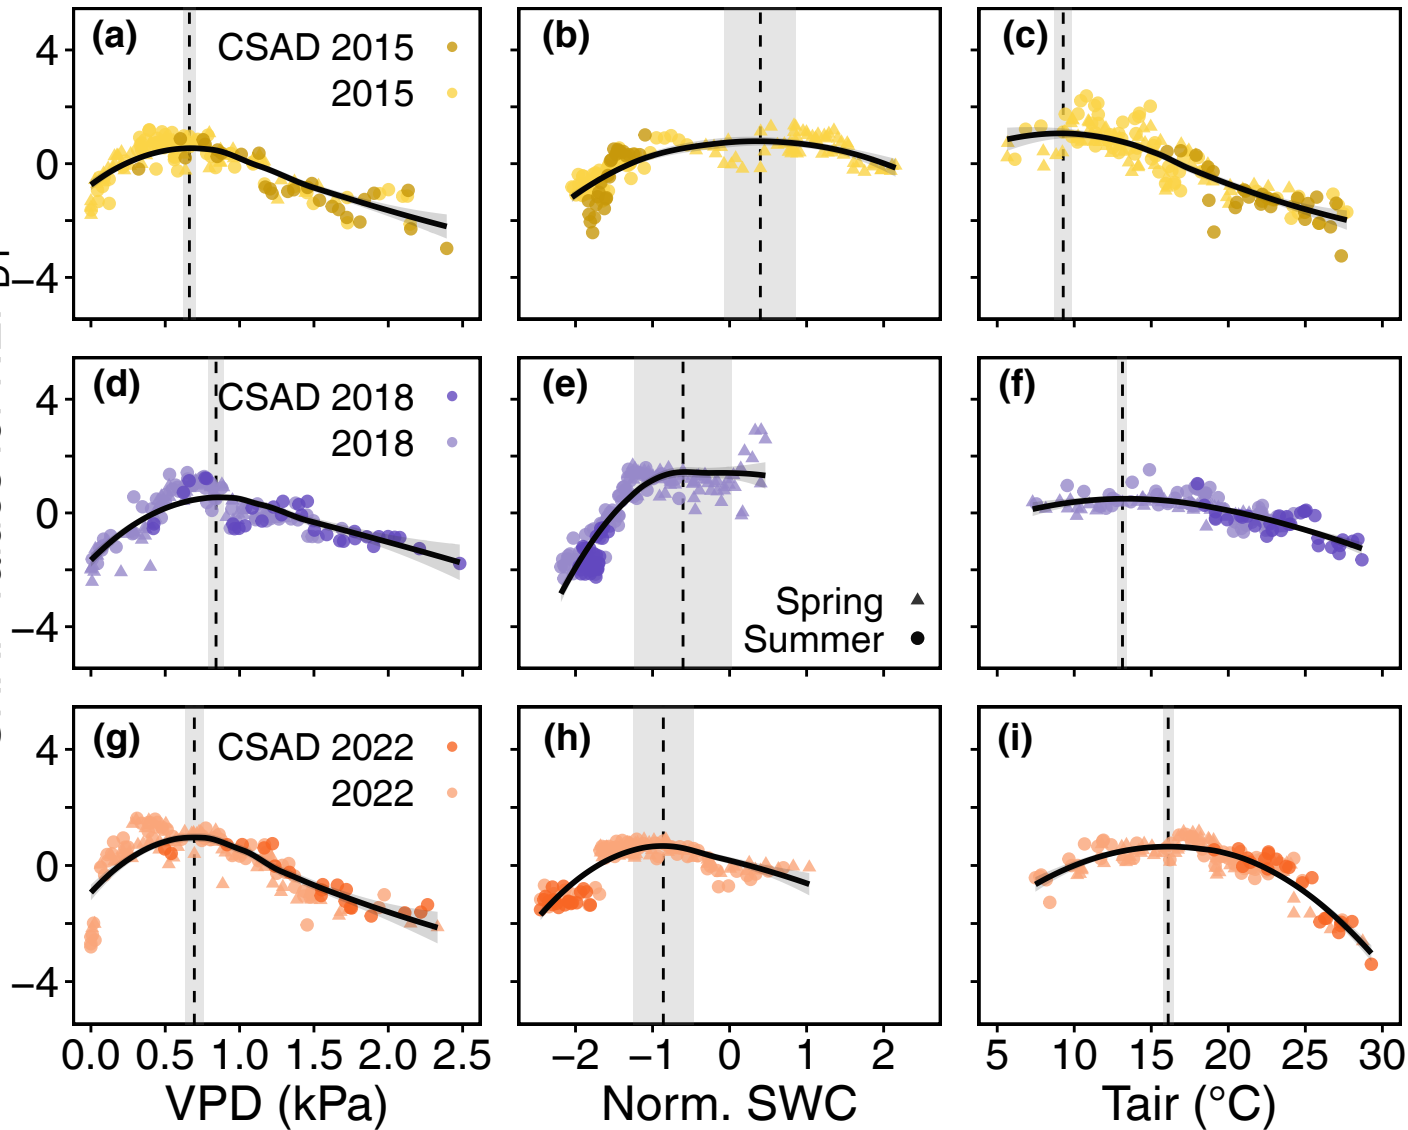 (a) CSAD 2015
2015
(b)
(c)
4
0
−4
(d) CSAD 2018
2018
(e)
Spring
Summer
(f)
4
0
−4
(g) CSAD 2022
2022
(h)
(i)
4
0
−4
0.0 0.5 1.0 1.5 2.0 2.5
−2 −1 0 1 2
5 10 15 20 25 30
VPD (kPa)
Norm. SWC
Tair (°C)